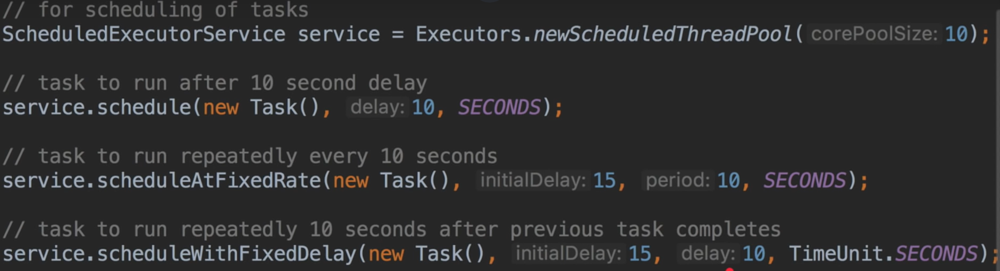 // for scheduling of tasks
ScheduledExecutorService service = Executors.newScheduledThreadPool( corePoolSize: 10);
// task to run after 10 second delay
service.schedule(new Task(), delay: 10, SECONDS);
// task to run repeatedly every 10 seconds
service.scheduleAtFixedRate(new Task(), initialDelay: 15, period: 10, SECONDS);
// task to run repeatedly 10 seconds after previous task completes
service.scheduleWithFixedDelay(new Task(), initialDelay: 15, delay: 10, TimeUnit.SECONDS);